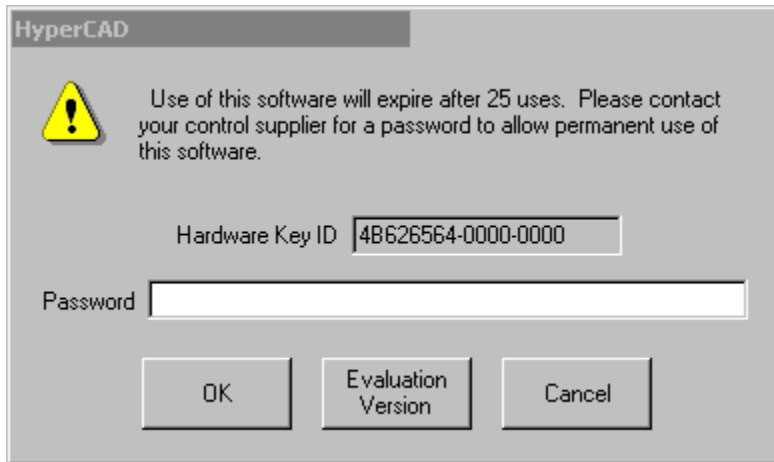 HyperCAD
Use of this software will expire after 25 uses. Please contact
your control supplier for a password to allow permanent use of
this software.
Hardware Key ID 4B626564-0000-0000
Password
OK
Evaluation
Version
Cancel